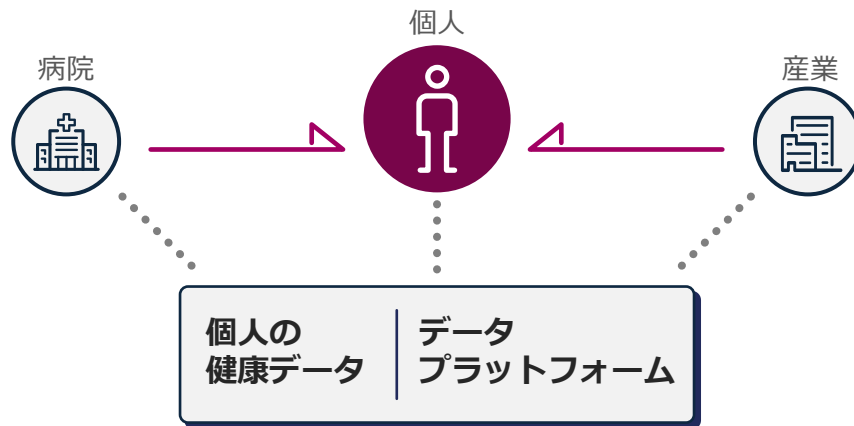 個人
病院
産業
個人の
健康データ
データ
プラットフォーム